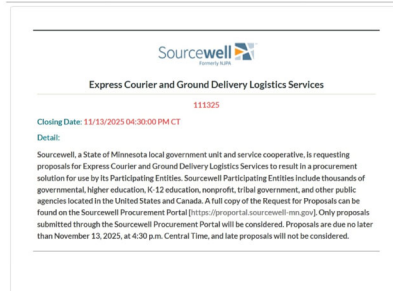 Sourcewell
Formerly NJPA
Express Courier and Ground Delivery Logistics Services
111325
Closing Date: 11/13/2025 04:30:00 PM CT
Detail:
Sourcewell, a State of Minnesota local government unit and service cooperative, is requesting
proposals for Express Courier and Ground Delivery Logistics Services to result in a procurement
solution for use by its Participating Entities. Sourcewell Participating Entities include thousands of
governmental, higher education, K-12 education, nonprofit, tribal government, and other public
agencies located in the United States and Canada. A full copy of the Request for Proposals can be
found on the Sourcewell Procurement Portal [https://proportal.sourcewell-mn.gov]. Only proposals
submitted through the Sourcewell Procurement Portal will be considered. Proposals are due no later
than November 13, 2025, at 4:30 p.m. Central Time, and late proposals will not be considered.